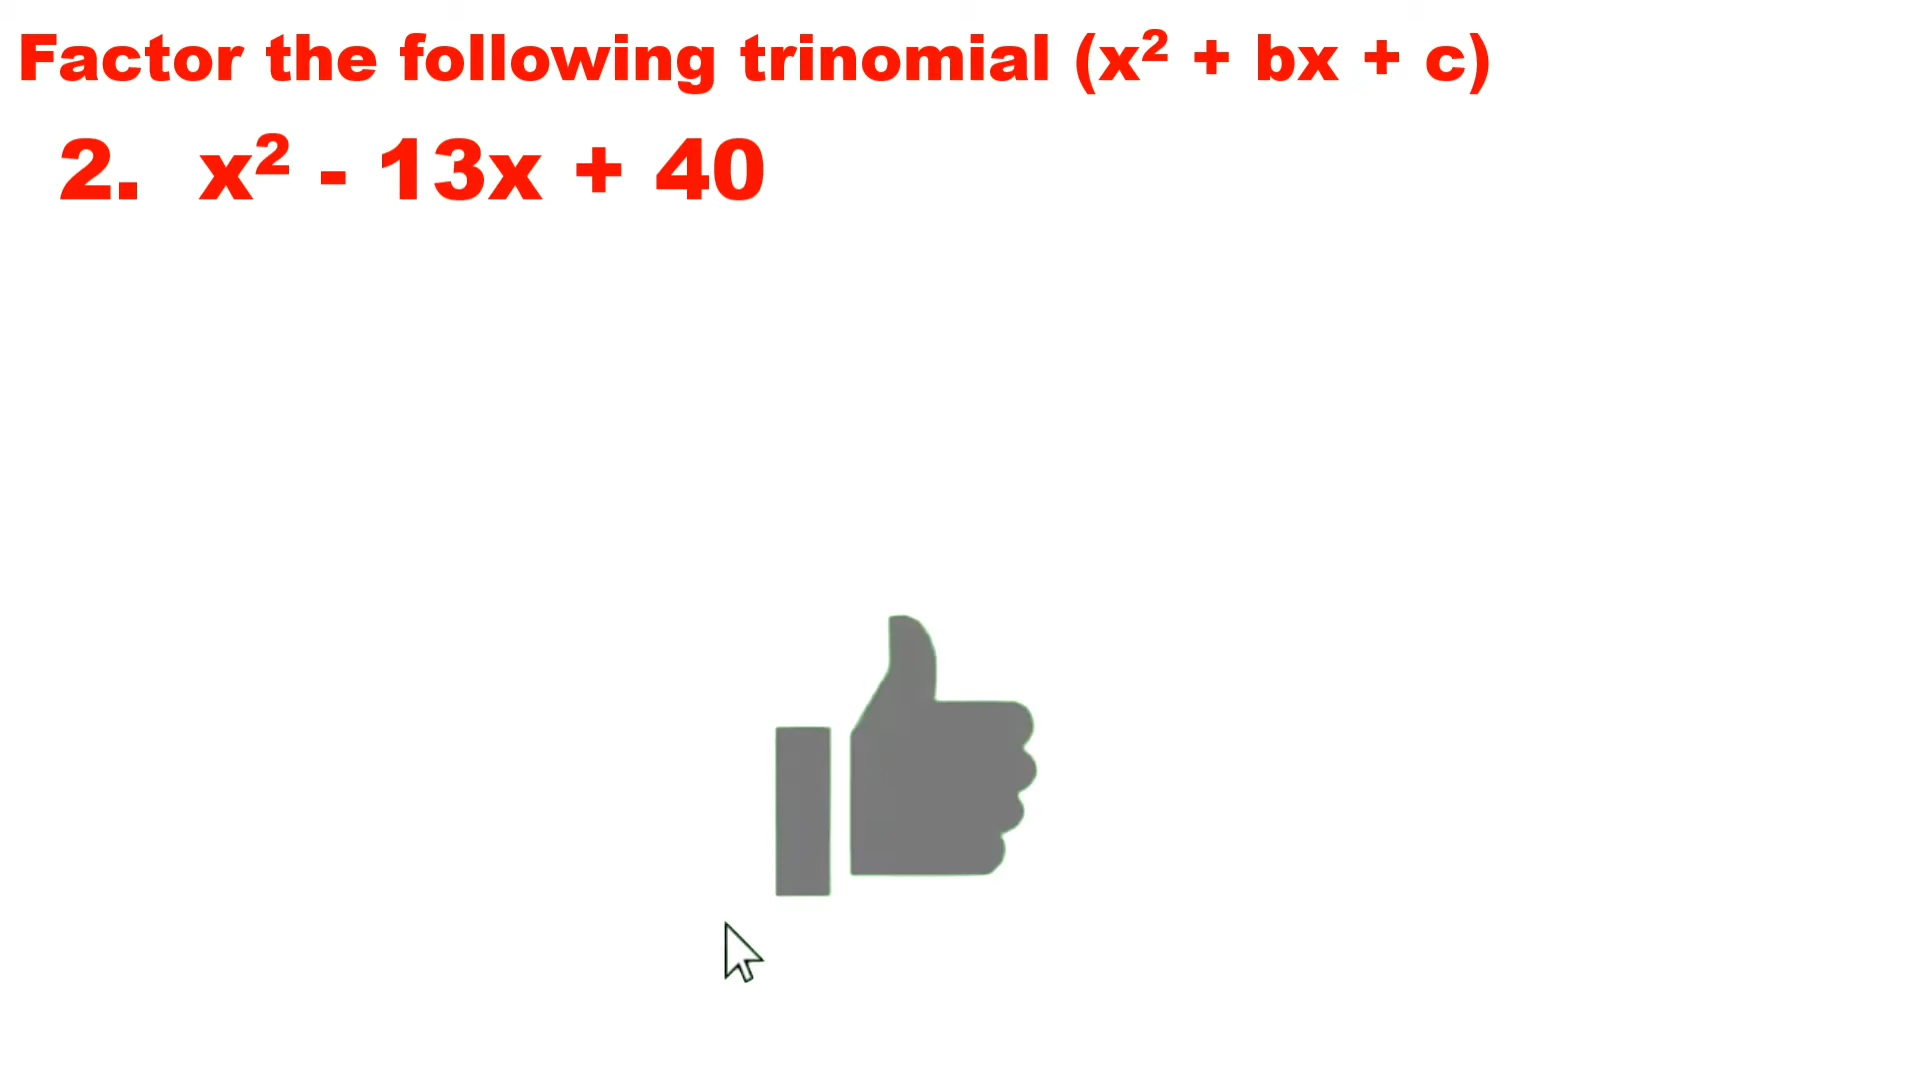 Factor the following trinomial (x² + bx + c)
2. x² - 13x + 40